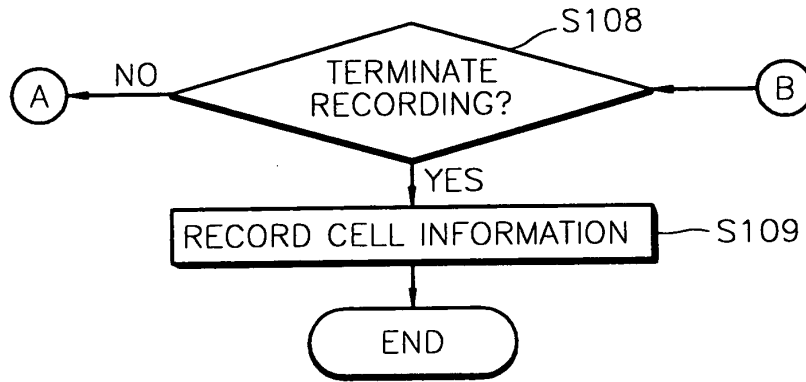 S108
A
NO
TERMINATE
RECORDING?
B
YES
RECORD CELL INFORMATION
S109
END